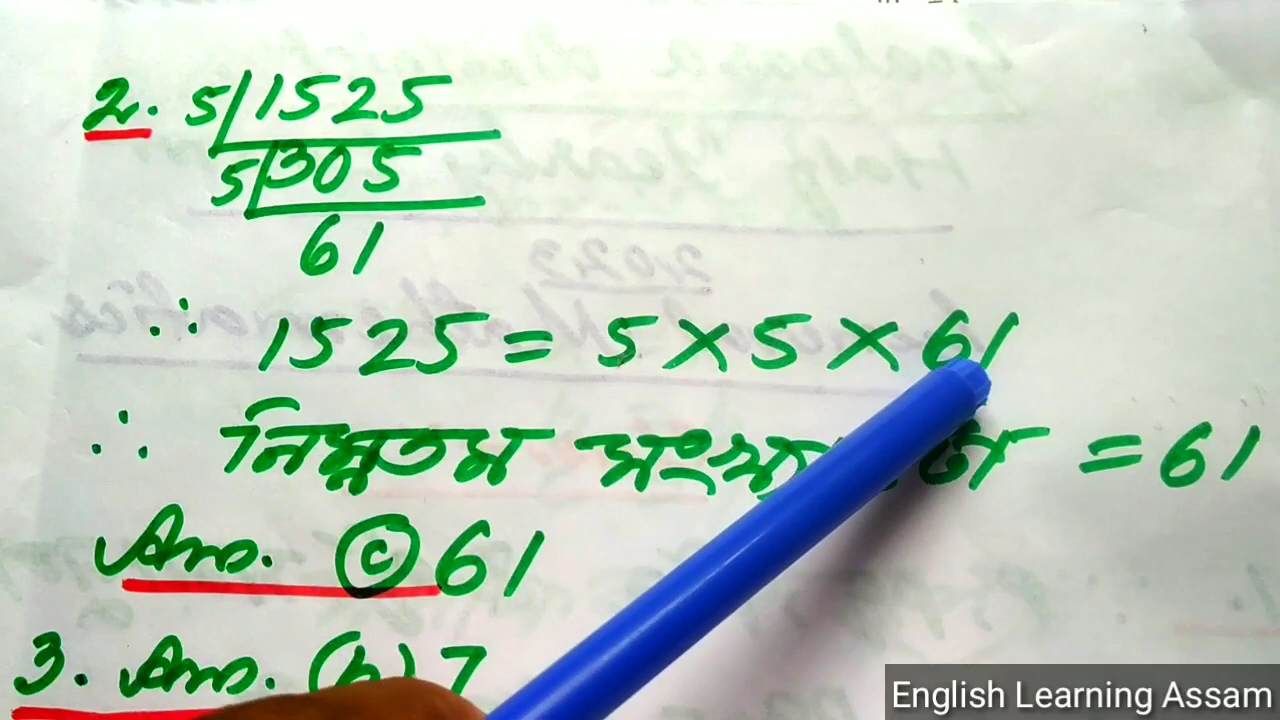 2. 5 1525
5 305
61
∴ 1525 = 5 × 5 × 61
∴ নিম্নতম = 61
Ans. (c) 61
3. Ans. 7
English Learning Assam